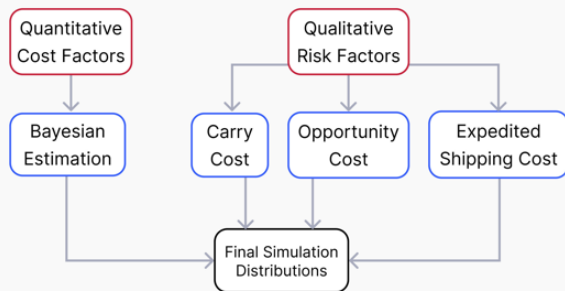 Quantitative
Cost Factors
Qualitative
Risk Factors
Bayesian
Estimation
Carry
Cost
Opportunity
Cost
Expedited
Shipping Cost
Final Simulation
Distributions